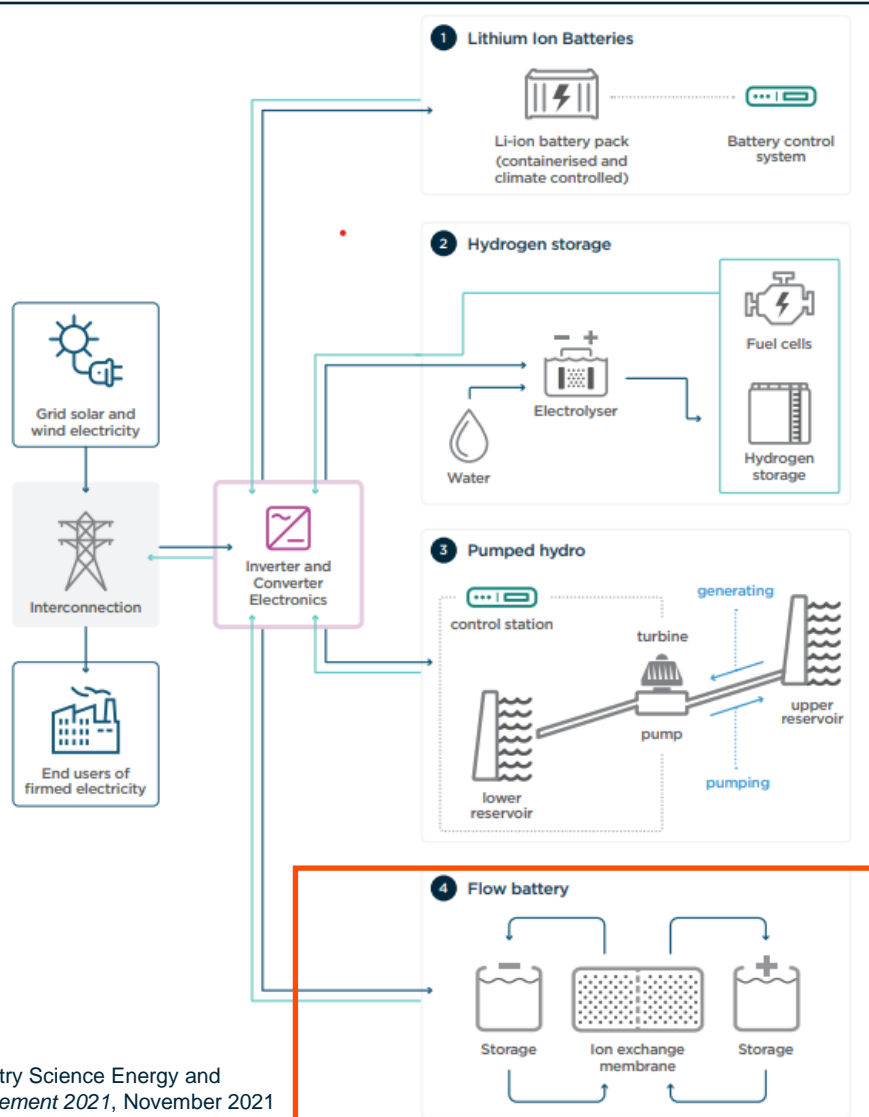 1 Lithium Ion Batteries
Li-ion battery pack
(containerised and
climate controlled)
Battery control
system
2 Hydrogen storage
Fuel cells
Electrolyser
Water
Hydrogen
storage
Grid solar and
wind electricity
Interconnection
End users of
firmed electricity
Inverter and
Converter
Electronics
3 Pumped hydro
control station
generating
turbine
pump
upper
reservoir
pumping
lower
reservoir
4 Flow battery
− +
Storage
Ion exchange
membrane
Storage
try Science Energy and
ement 2021, November 2021